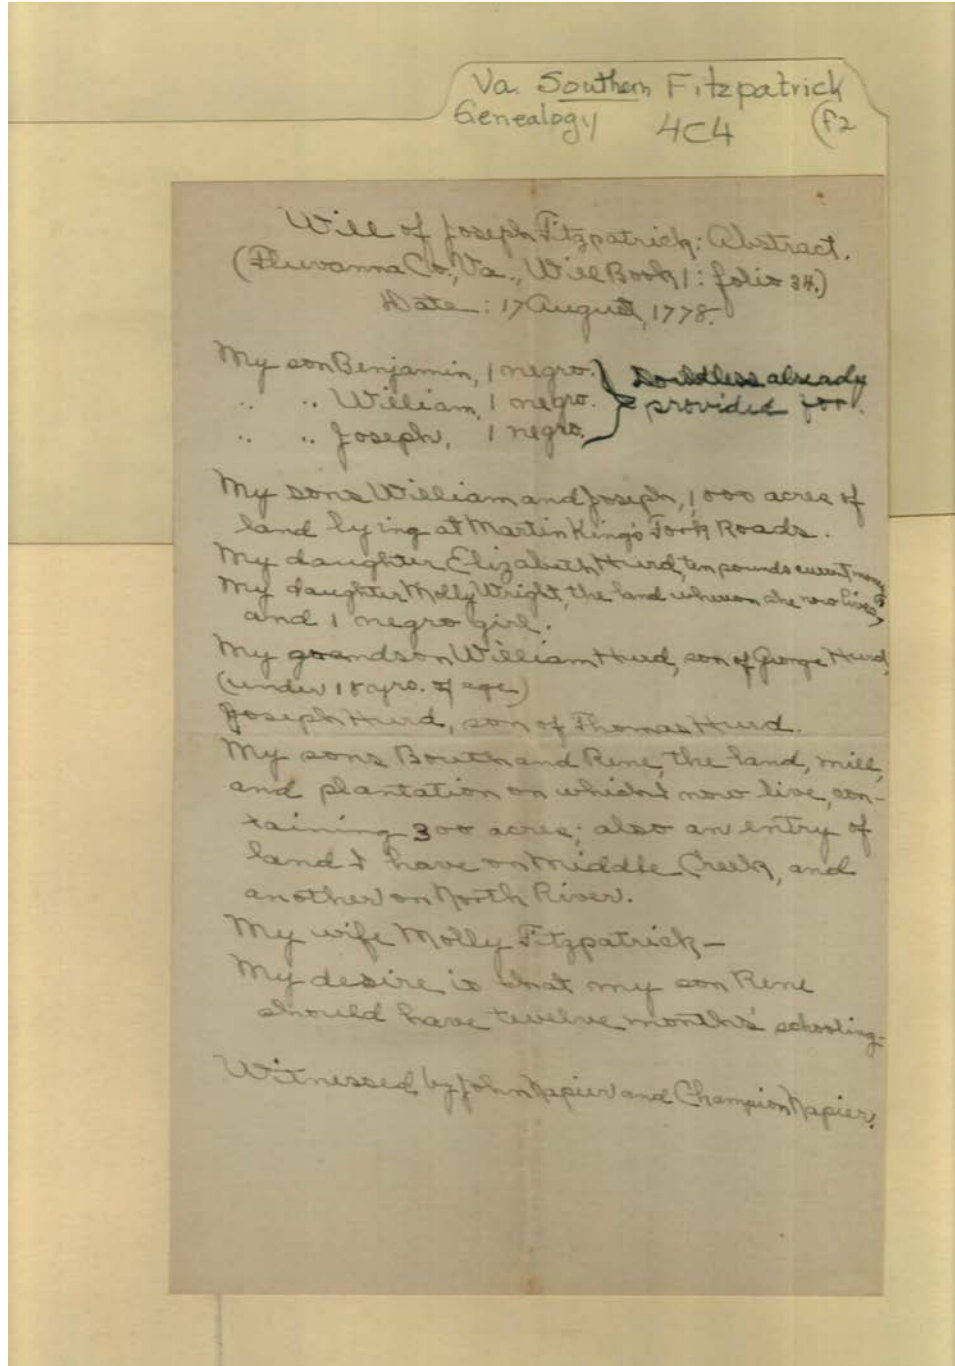 Va. Southern Fitzpatrick
Genealogy 4C4 (P2
Will of Joseph Fitzpatrick: Abstract.
(Fluvanna Co., Va., Will Book 1: folio 34.)
Date: 17 August, 1778.
My son Benjamin, 1 negro. } Doubtless already
" " William, 1 negro. } provided for.
" " Joseph, 1 negro. }
My sons William and Joseph, 1,000 acres of
land lying at Martin King's Fork Roads.
My daughter Elizabeth Hurd, ten pounds current money
My daughter Molly Wright, the land whereon she now lives,
and 1 negro girl.
My grandson William Hurd, son of George Hurd,
(under 18 yrs. of age)
Joseph Hurd, son of Thomas Hurd.
My sons Booth and Rene, the land, mill,
and plantation on which I now live, con-
taining 300 acres; also an entry of
land I have on Middle Creek, and
another on North River.
My wife Molly Fitzpatrick —
My desire is that my son Rene
should have twelve months' schooling.
Witnessed by John Napier and Champion Napier.